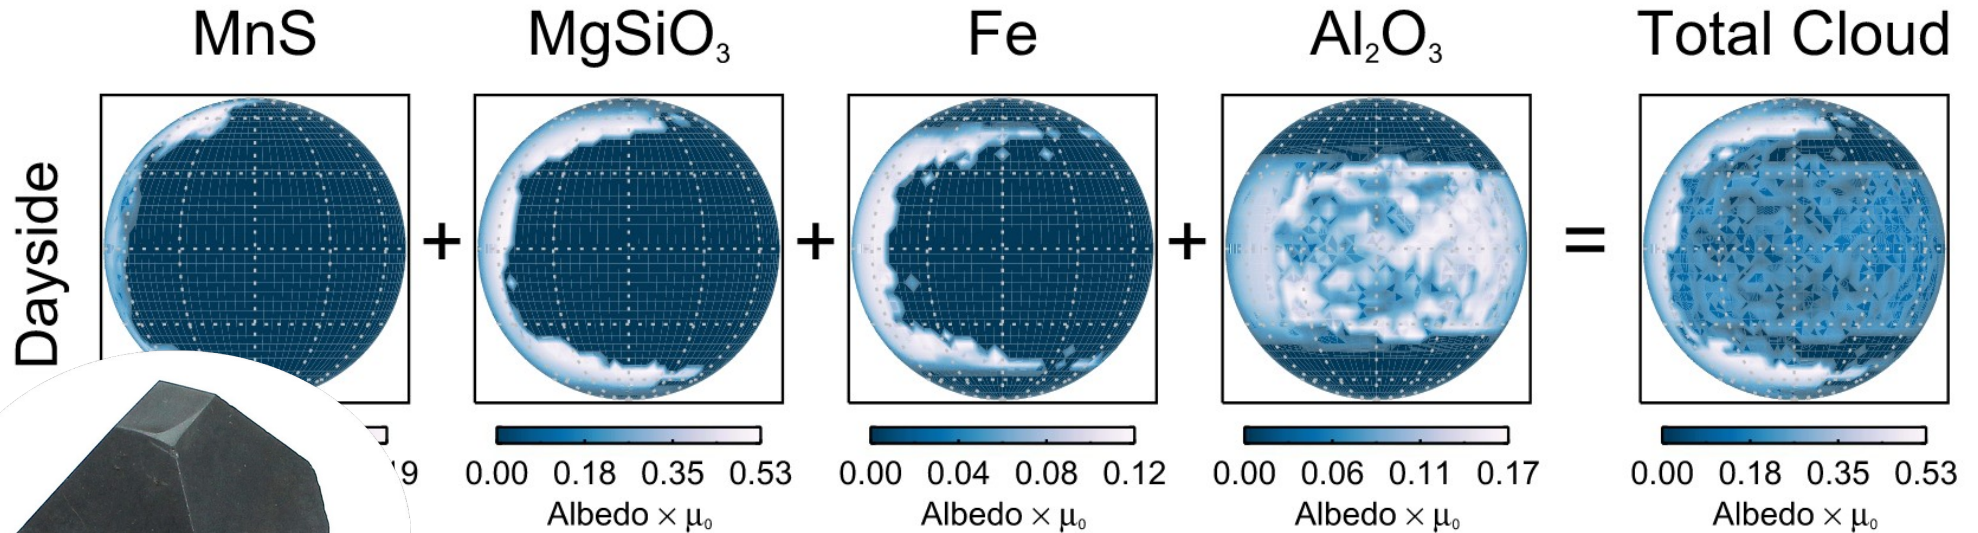 MnS MgSiO₃ Fe Al₂O₃ Total Cloud
Dayside
+ + + =
0.00 0.18 0.35 0.53 0.00 0.04 0.08 0.12 0.00 0.06 0.11 0.17 0.00 0.18 0.35 0.53
Albedo × μ₀ Albedo × μ₀ Albedo × μ₀ Albedo × μ₀